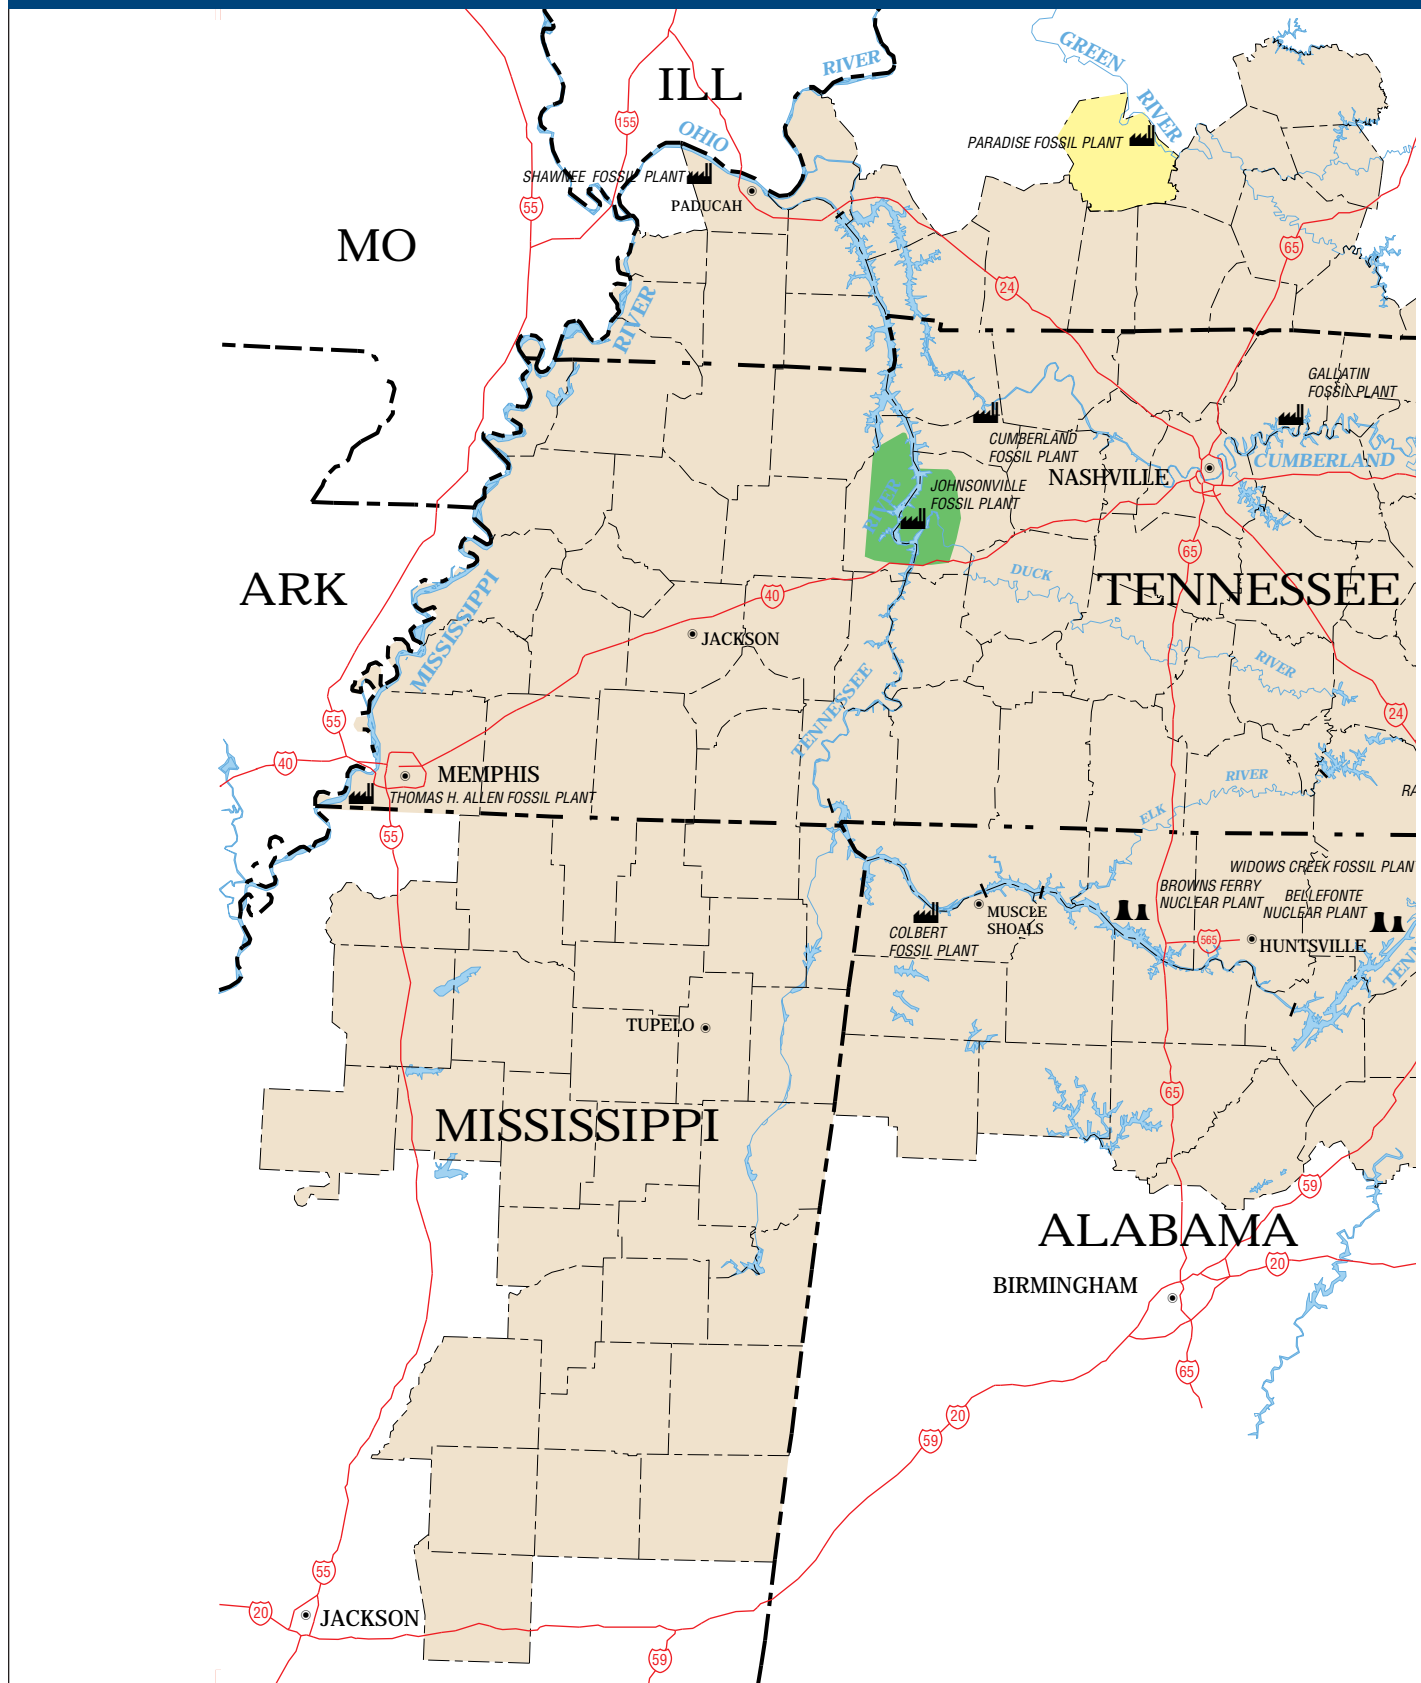 GREEN
RIVER
RIVER
ILL
155
OHIO
PARADISE FOSSIL PLANT
SHAWNEE FOSSIL PLANT
PADUCAH
55
MO
65
24
RIVER
GALLATIN
FOSSIL PLANT
CUMBERLAND
FOSSIL PLANT
CUMBERLAND
NASHVILLE
JOHNSONVILLE
FOSSIL PLANT
RIVER
65
DUCK
TENNESSEE
ARK
40
MISSISSIPPI
JACKSON
RIVER
TENNESSEE
24
55
40
MEMPHIS
THOMAS H. ALLEN FOSSIL PLANT
RIVER
RA
ELK
55
WIDOWS CREEK FOSSIL PLAN
BROWNS FERRY
NUCLEAR PLANT
BELLEFONTE
NUCLEAR PLANT
MUSCLE
SHOALS
COLBERT
FOSSIL PLANT
565
HUNTSVILLE
TENN
TUPELO
65
MISSISSIPPI
59
ALABAMA
20
BIRMINGHAM
65
20
59
55
20
JACKSON
59